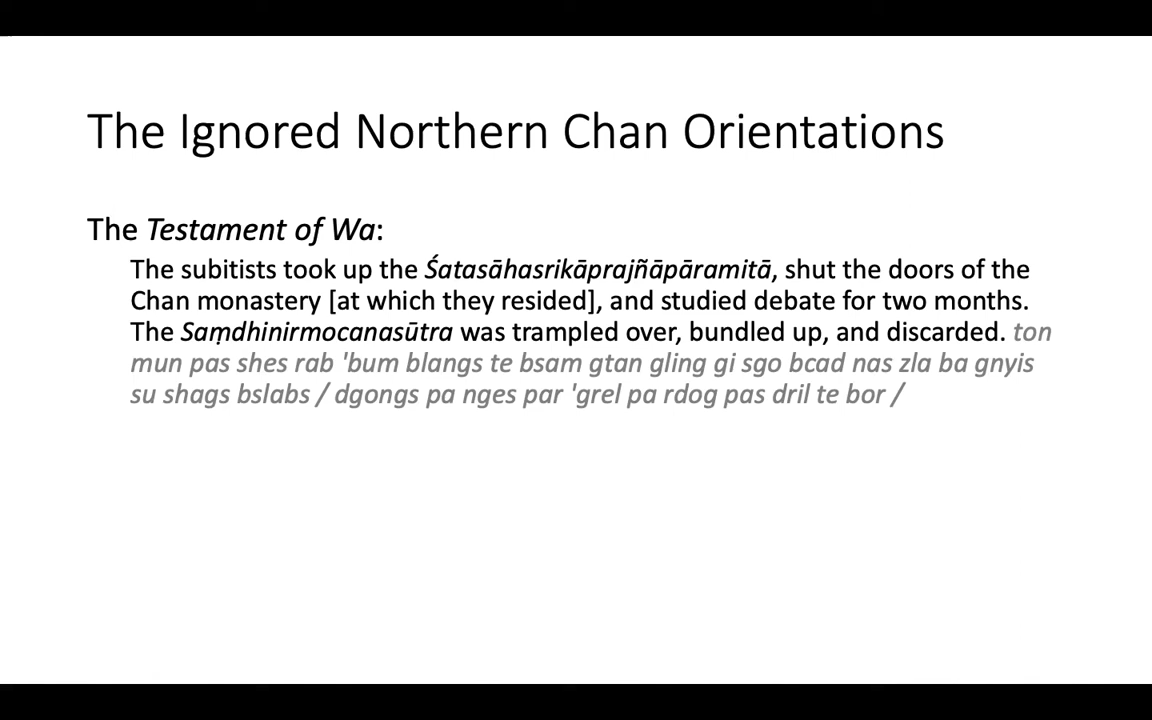 The Ignored Northern Chan Orientations
The Testament of Wa:
The subitists took up the Śatasāhasrikāprajñāpāramitā, shut the doors of the
Chan monastery [at which they resided], and studied debate for two months.
The Saṃdhinirmocanasūtra was trampled over, bundled up, and discarded. ton
mun pas shes rab 'bum blangs te bsam gtan gling gi sgo bcad nas zla ba gnyis
su shags bslabs / dgongs pa nges par 'grel pa rdog pas dril te bor /